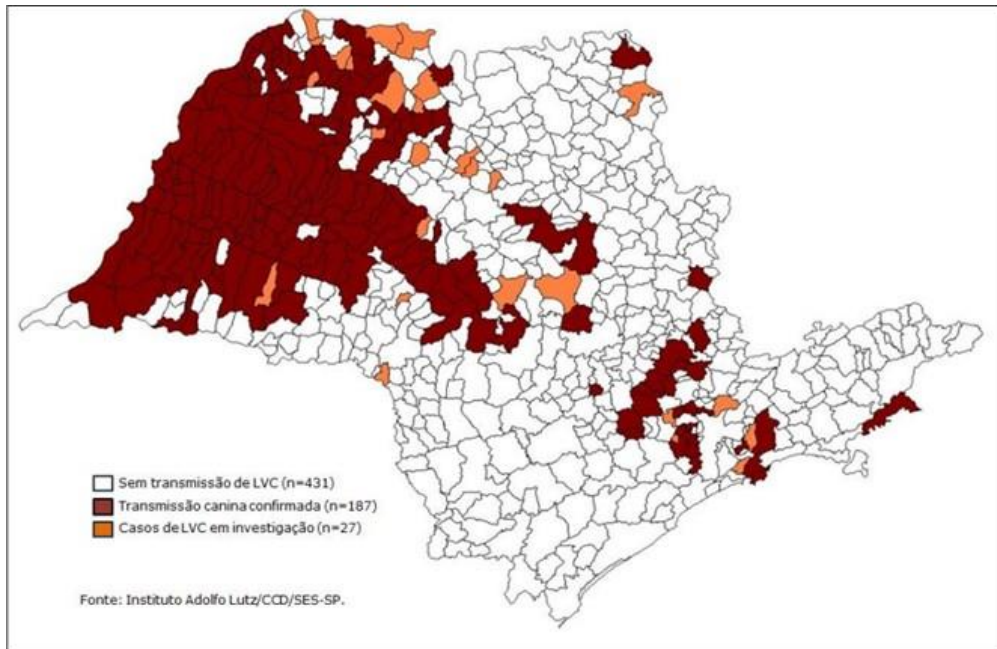 Sem transmissão de LVC (n=431)
Transmissão canina confirmada (n=187)
Casos de LVC em investigação (n=27)
Fonte: Instituto Adolfo Lutz/CCD/SES-SP.